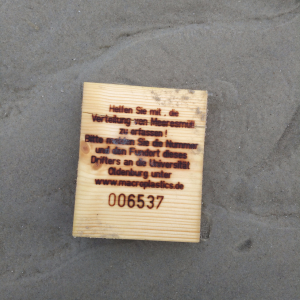 Helfen Sie mit, die
Verteilung von Meeresmüll
zu erfassen!
Bitte melden Sie die Nummer
und den Fundort dieses
Drifters an die Universität
Oldenburg unter
www.macroplastics.de
006537